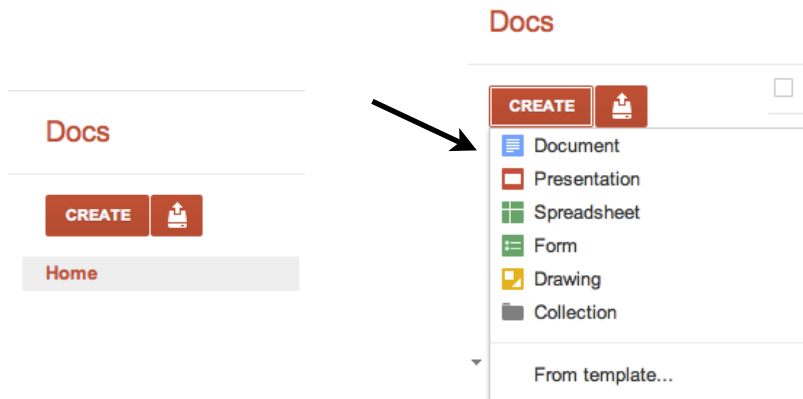 Docs
CREATE
Home
Docs
CREATE
Document
Presentation
Spreadsheet
Form
Drawing
Collection
From template...